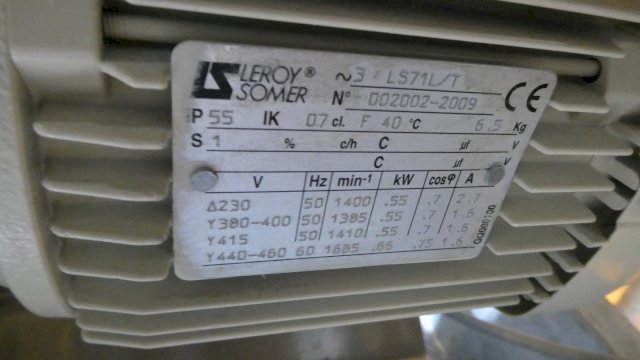 LEROY® ~3 LS71L/T
SOMER N° 002002-2009 CE
IP 55 IK 07 cl. F 40 °C 6.5 Kg
S 1 % c/h C µf V
C µf V
V Hz min-1 kW cosφ A
Δ230 50 1400 .55 .7 2.7
Y380-400 50 1395 .55 .7 1.6
Y415 50 1410 .55 .7 1.6
Y440-460 60 1685 .66 .75 1.6